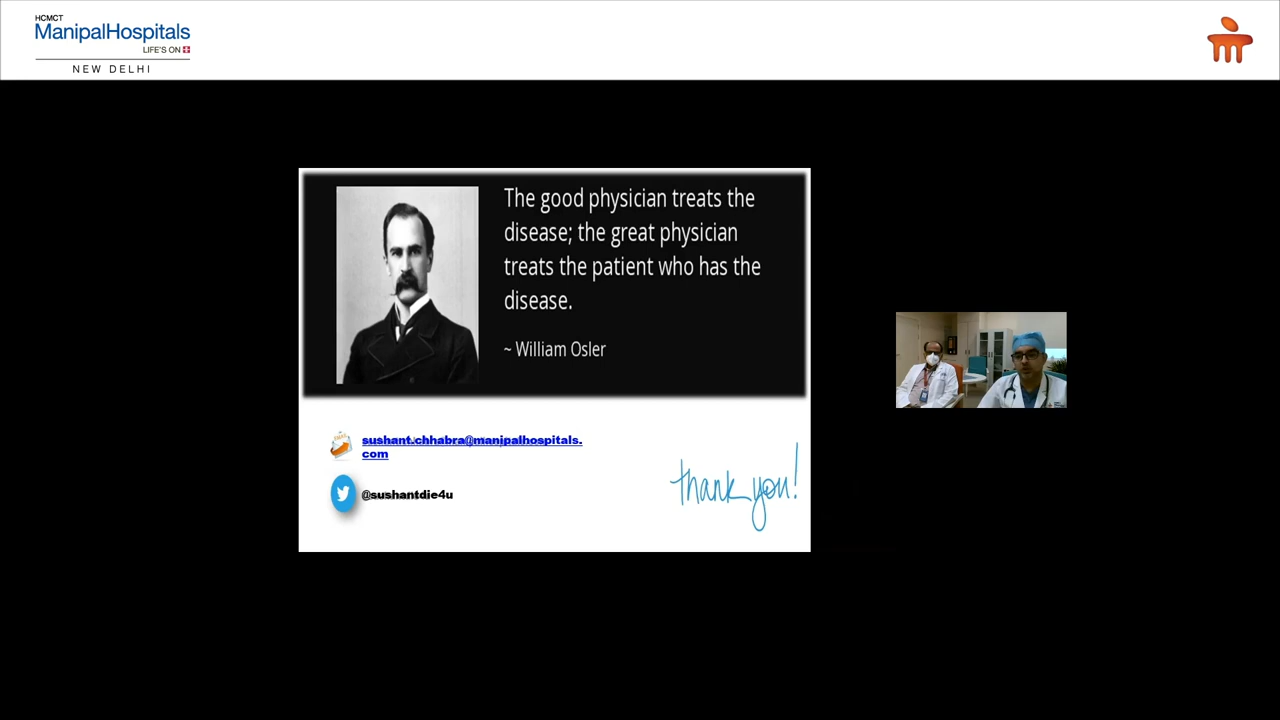 HCMCT
ManipalHospitals
LIFE'S ON
NEW DELHI
The good physician treats the
disease; the great physician
treats the patient who has the
disease.
~ William Osler
sushant.chhabra@manipalhospitals.
com
@sushantdie4u
thank you!